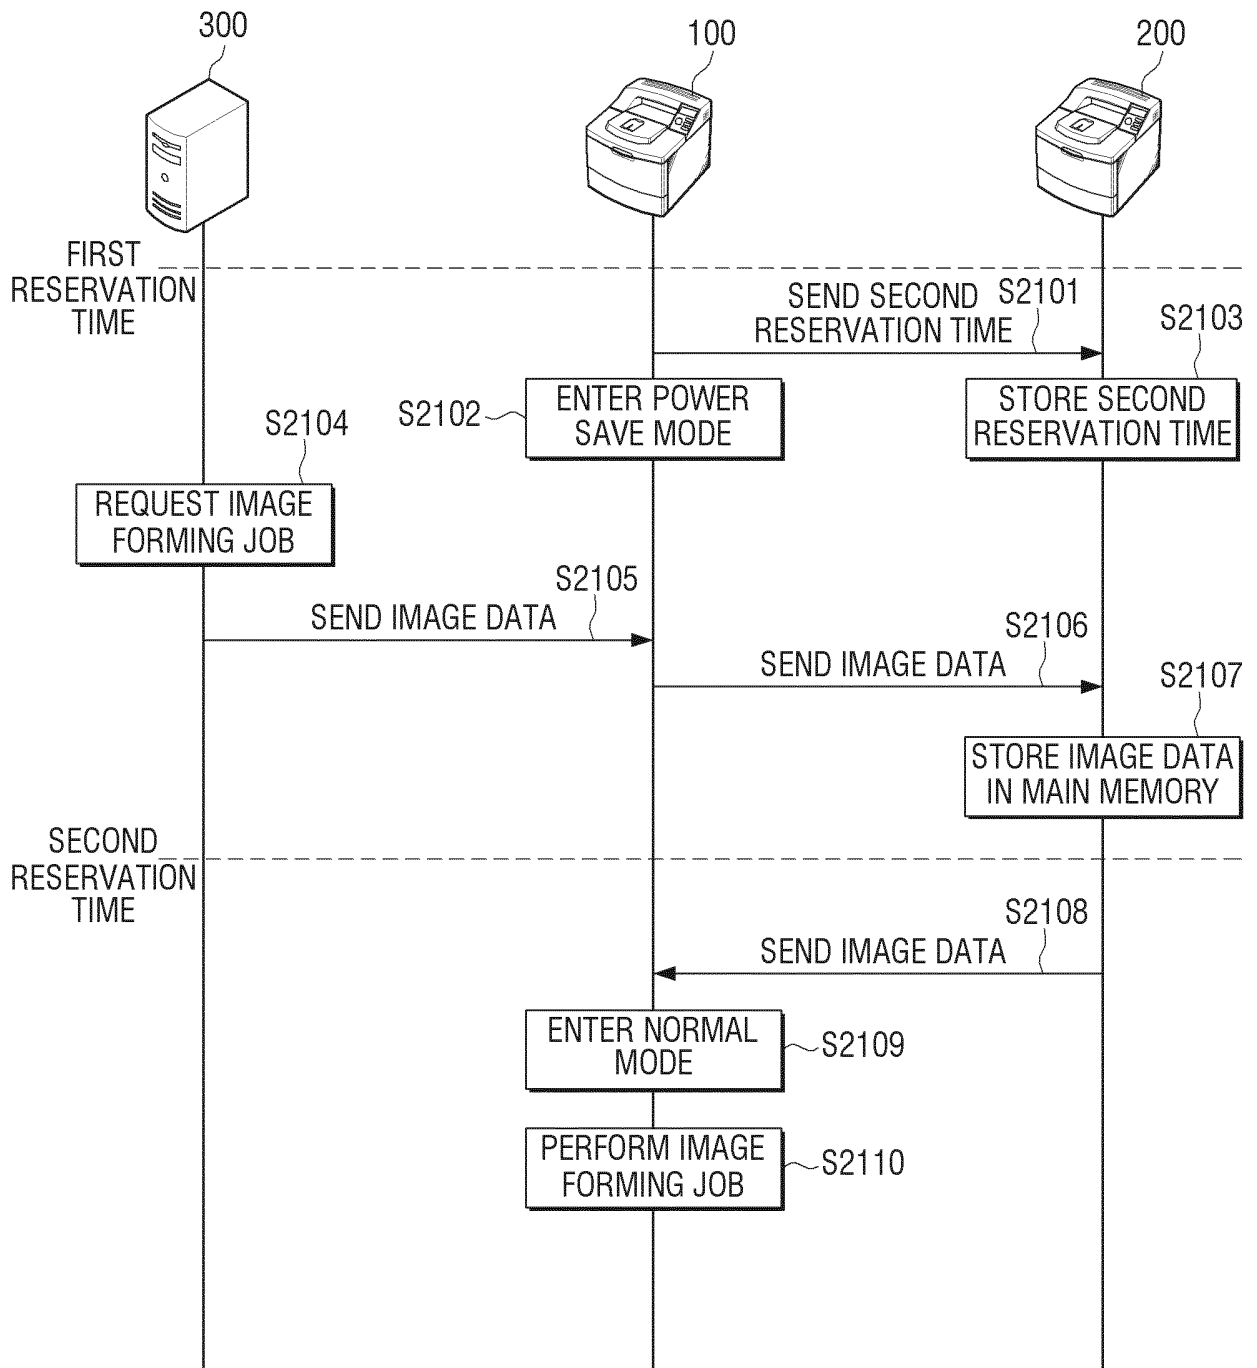 300
100
200
FIRST
RESERVATION
TIME
SEND SECOND
RESERVATION TIME
S2101
S2103
ENTER POWER
SAVE MODE
S2102
STORE SECOND
RESERVATION TIME
S2104
REQUEST IMAGE
FORMING JOB
S2105
SEND IMAGE DATA
S2106
SEND IMAGE DATA
S2107
STORE IMAGE DATA
IN MAIN MEMORY
SECOND
RESERVATION
TIME
S2108
SEND IMAGE DATA
ENTER NORMAL
MODE
S2109
PERFORM IMAGE
FORMING JOB
S2110